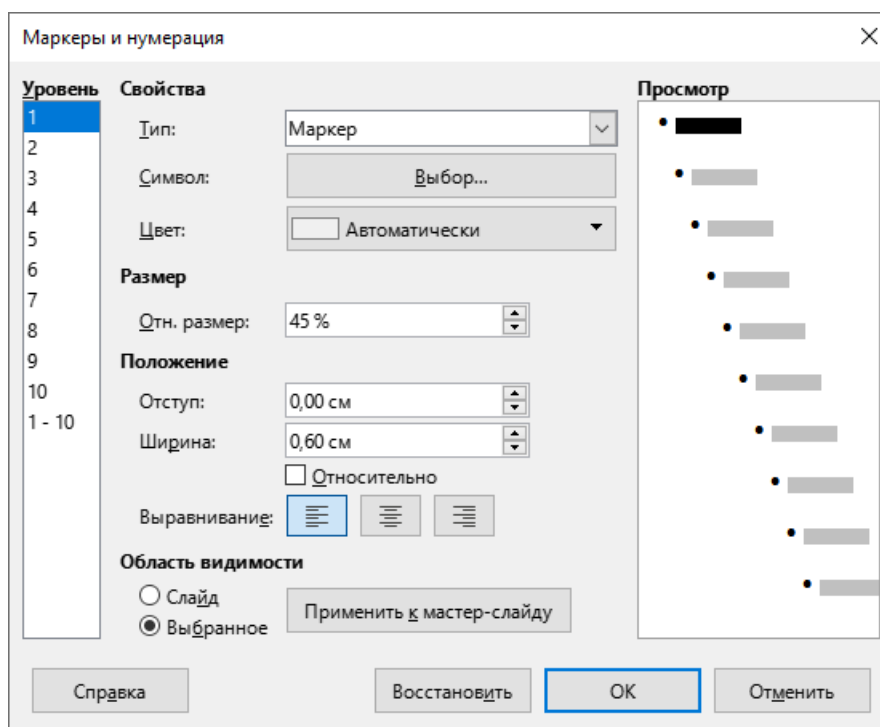 Маркеры и нумерация
Уровень
1
2
3
4
5
6
7
8
9
10
1 - 10
Свойства
Тип: Маркер
Символ: Выбор...
Цвет: Автоматически
Размер
Отн. размер: 45 %
Положение
Отступ: 0,00 см
Ширина: 0,60 см
Относительно
Выравнивание:
Область видимости
Слайд
Выбранное
Применить к мастер-слайду
Просмотр
Справка
Восстановить
ОК
Отменить